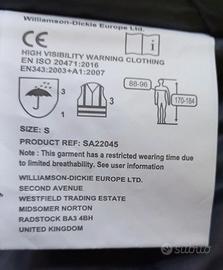 Williamson-Dickie Europe Ltd.
HIGH VISIBILITY WARNING CLOTHING
EN ISO 20471:2016
EN343:2003+A1:2007
3
1
3
88-96
170-184
SIZE: S
PRODUCT REF: SA22045
Note : This garment has a restricted wearing time due
to limited breathability. See user information
WILLIAMSON-DICKIE EUROPE LTD.
SECOND AVENUE
WESTFIELD TRADING ESTATE
MIDSOMER NORTON
RADSTOCK BA3 4BH
UNITED KINGDOM
subito